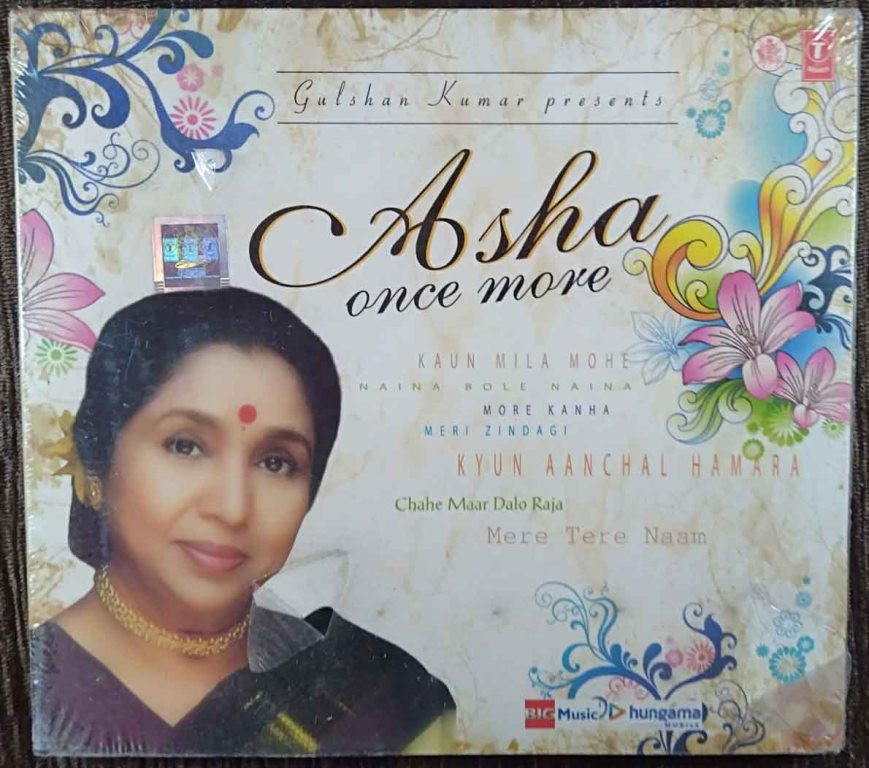 Gulshan Kumar presents
T
Asha
once more
KAUN MILA MOHE
NAINA BOLE NAINA
MORE KANHA
MERI ZINDAGI
KYUN AANCHAL HAMARA
Chahe Maar Dalo Raja
Mere Tere Naam
BIG Music
hungama
MOBILE